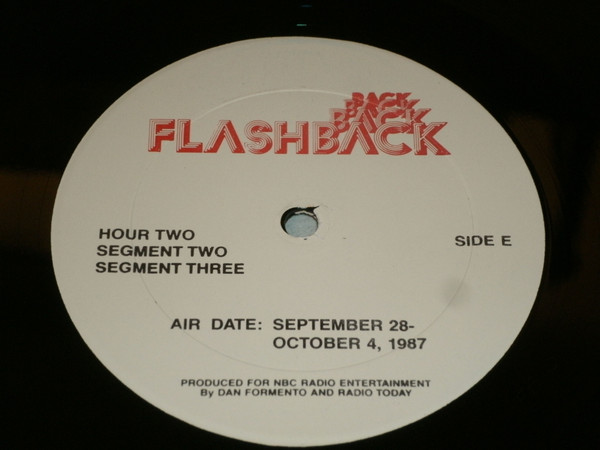 BACK
BACK
BACK
FLASHBACK
HOUR TWO
SEGMENT TWO
SEGMENT THREE
SIDE E
AIR DATE: SEPTEMBER 28-
OCTOBER 4, 1987
PRODUCED FOR NBC RADIO ENTERTAINMENT
By DAN FORMENTO AND RADIO TODAY